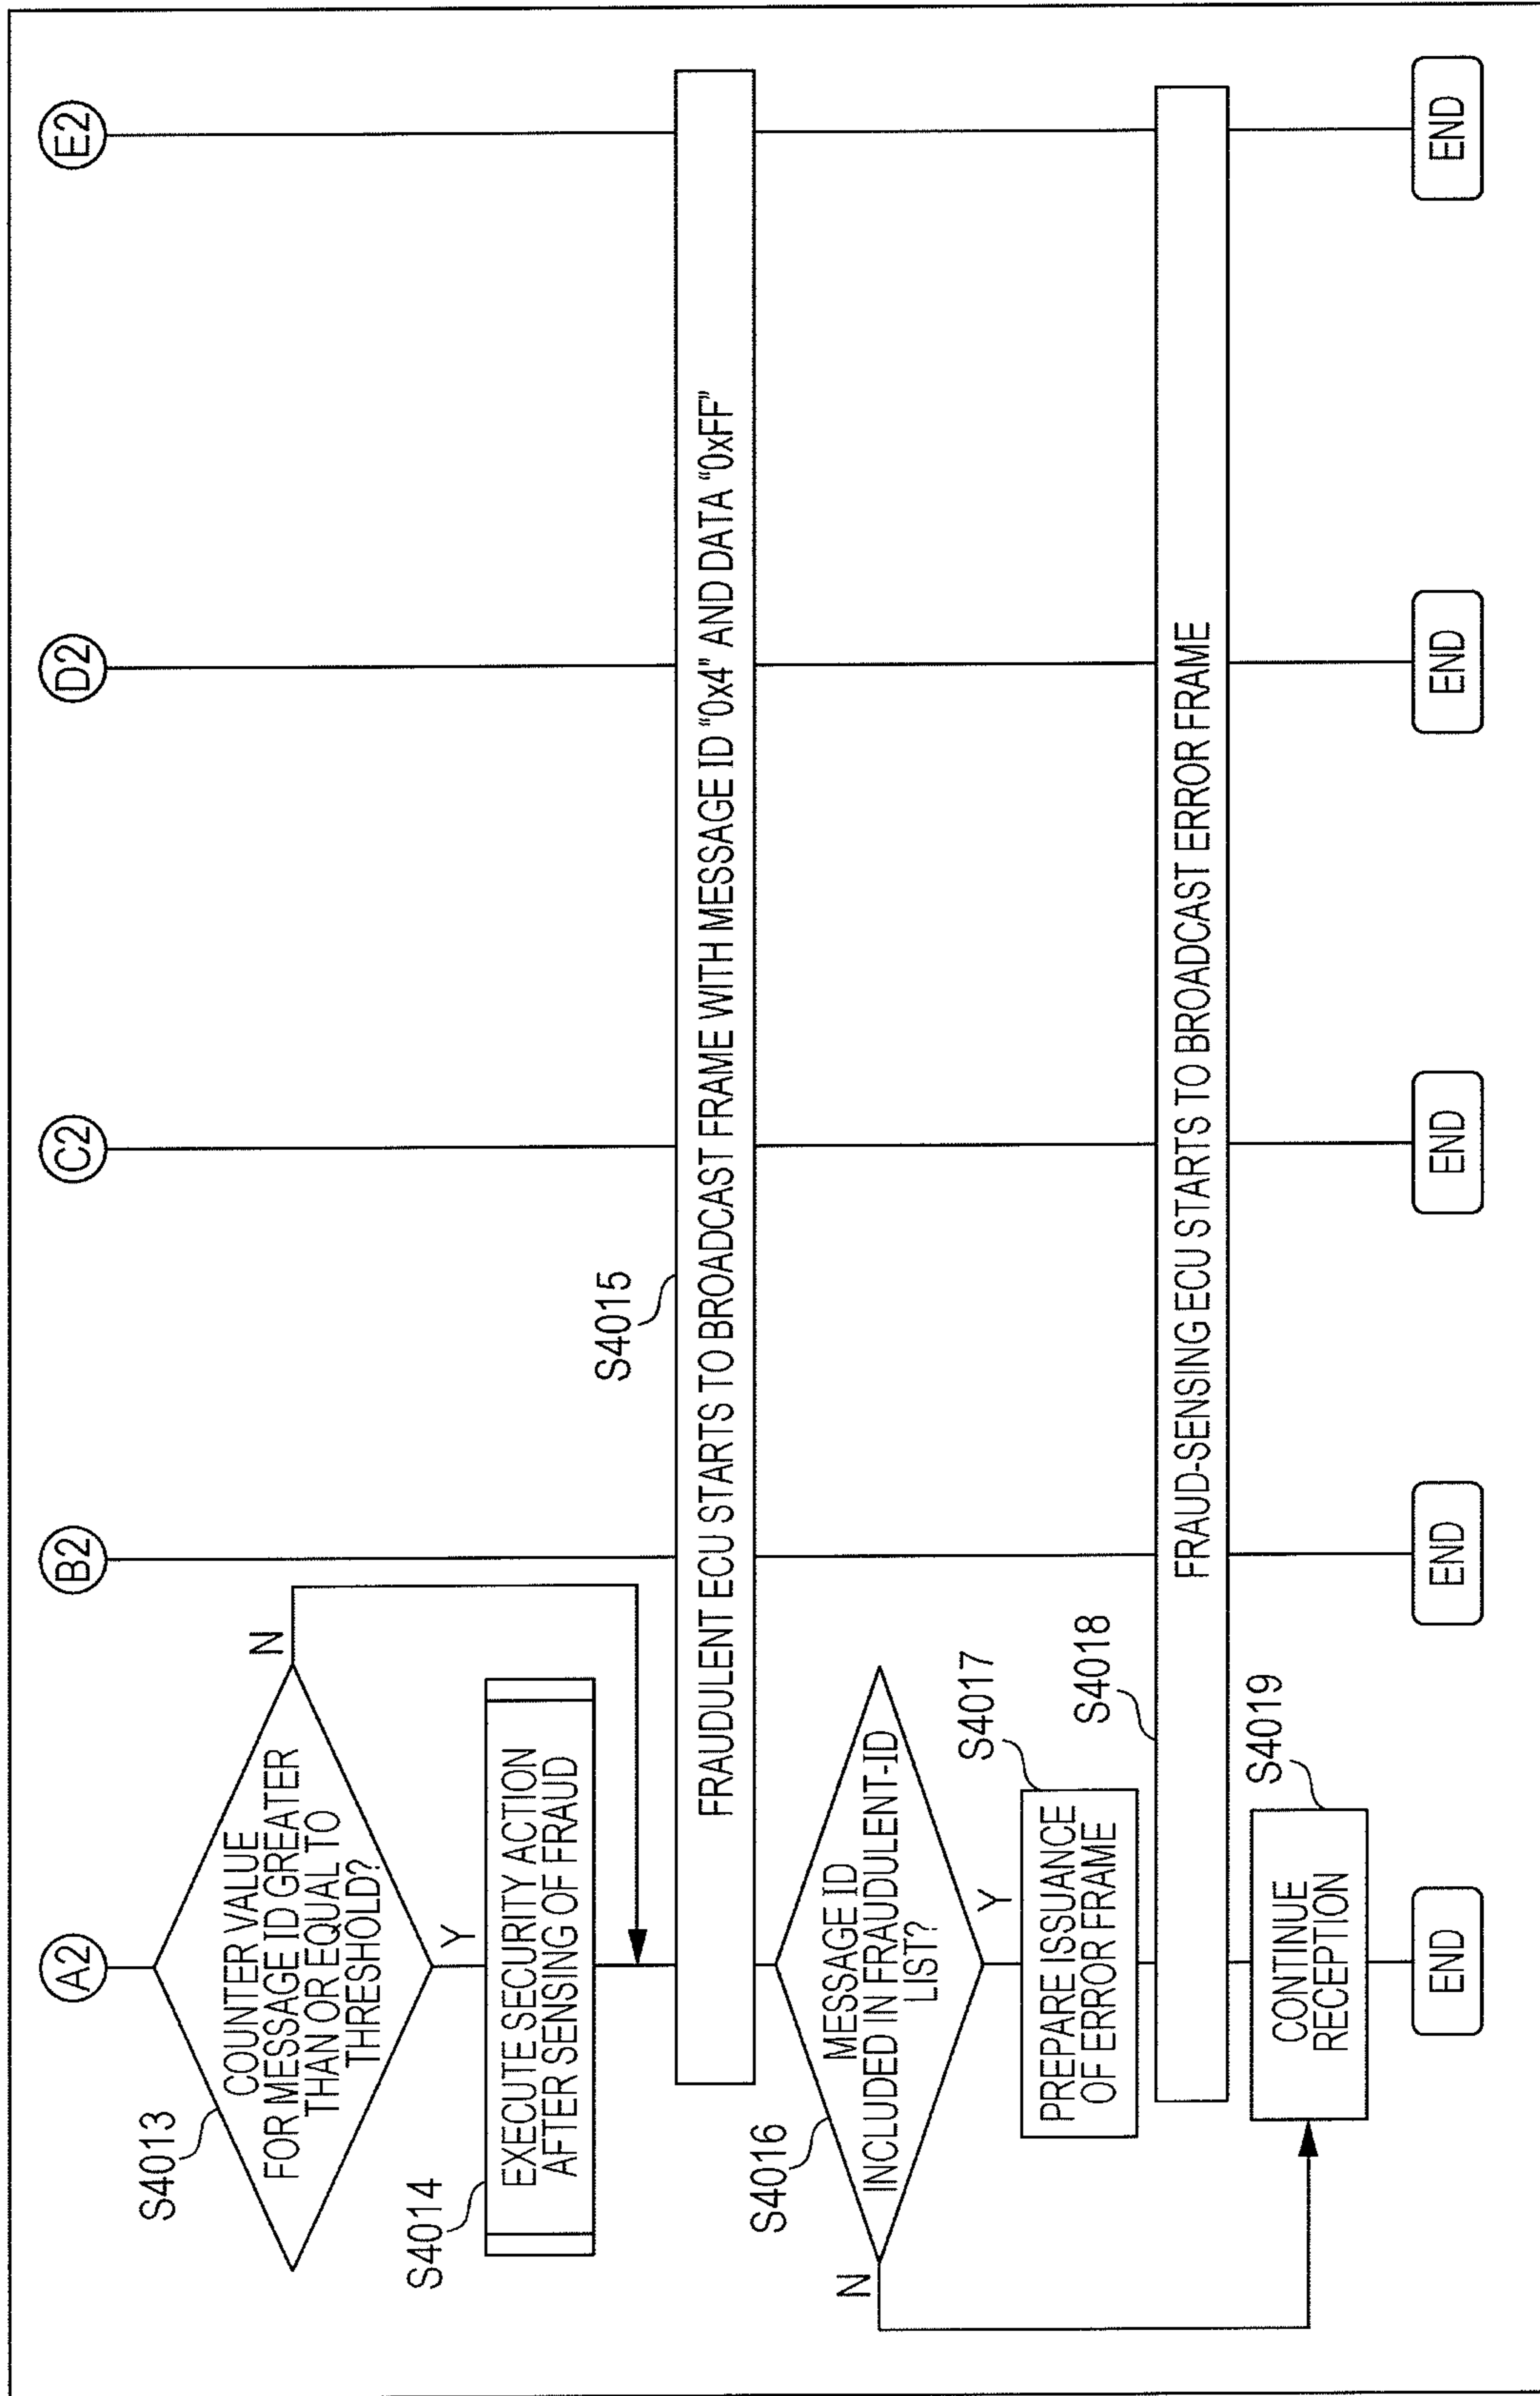 A2
B2
C2
D2
E2
S4013
COUNTER VALUE
FOR MESSAGE ID GREATER
THAN OR EQUAL TO
THRESHOLD?
N
Y
S4014
EXECUTE SECURITY ACTION
AFTER SENSING OF FRAUD
S4015
FRAUDULENT ECU STARTS TO BROADCAST FRAME WITH MESSAGE ID “0x4” AND DATA “0xFF”
S4016
MESSAGE ID
INCLUDED IN FRAUDULENT-ID
LIST?
N
Y
S4017
PREPARE ISSUANCE
OF ERROR FRAME
S4018
FRAUD-SENSING ECU STARTS TO BROADCAST ERROR FRAME
S4019
CONTINUE
RECEPTION
END
END
END
END
END